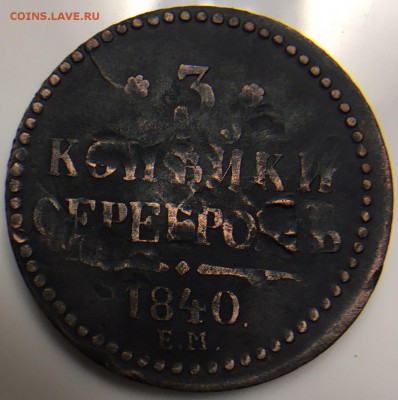 COINS.LAVE.RU
3
КОПѢЙКИ
СЕРЕБРОМЪ
1840.
Е.М.